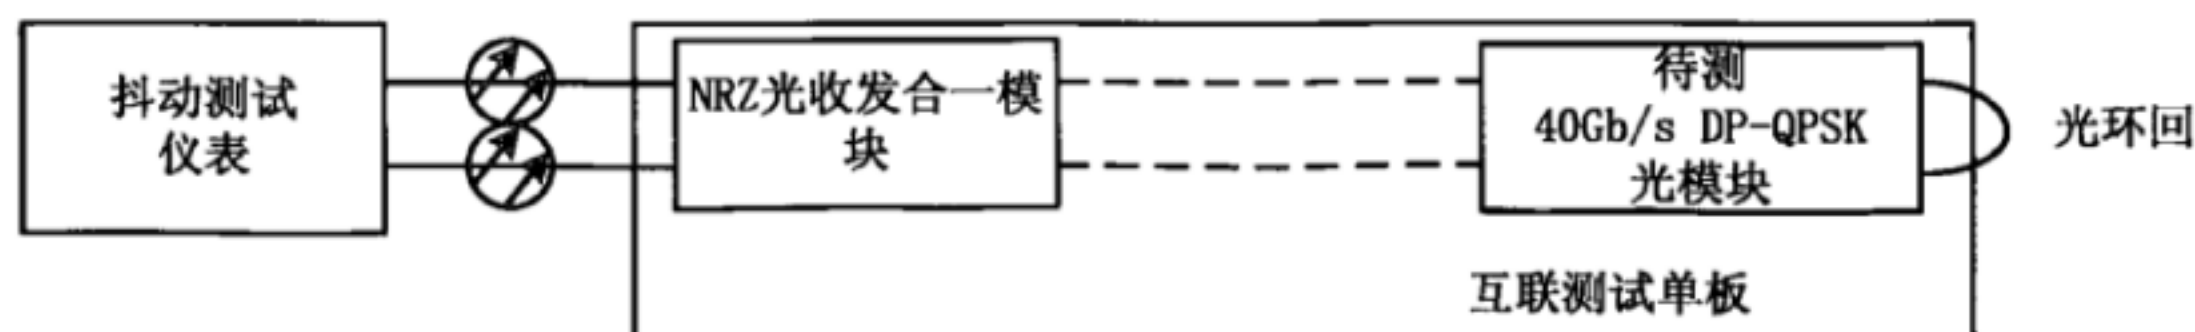 抖动测试
仪表
NRZ光收发合一模
块
待测
40Gb/s DP-QPSK
光模块
光环回
互联测试单板